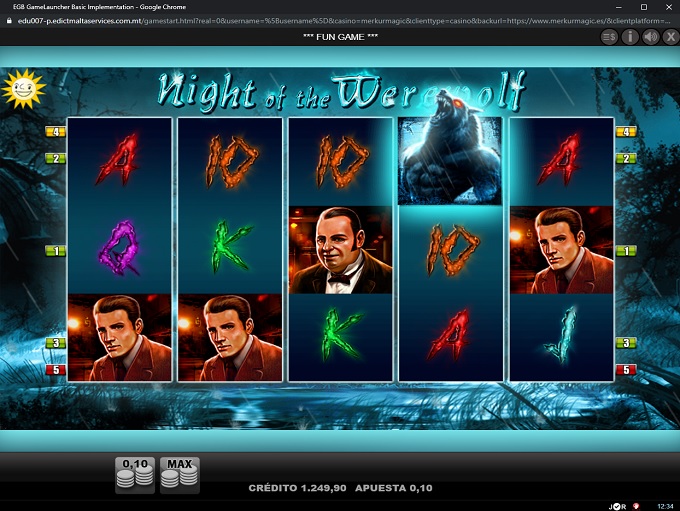 EGB GameLauncher Basic Implementation - Google Chrome
edu007-p.edictmaltaservices.com.mt/gamestart.html?real=0&username=%5Busername%5D&casino=merkurmagic&clienttype=casino&backurl=https://www.merkurmagic.es/&clientplatform=...
*** FUN GAME ***
Night of the Werewolf
4 A 10 10 A 4
2 2
1 Q K 10 1
3 K A J 3
5 5
0,10 MAX
CRÉDITO 1.249,90 APUESTA 0,10
12:34